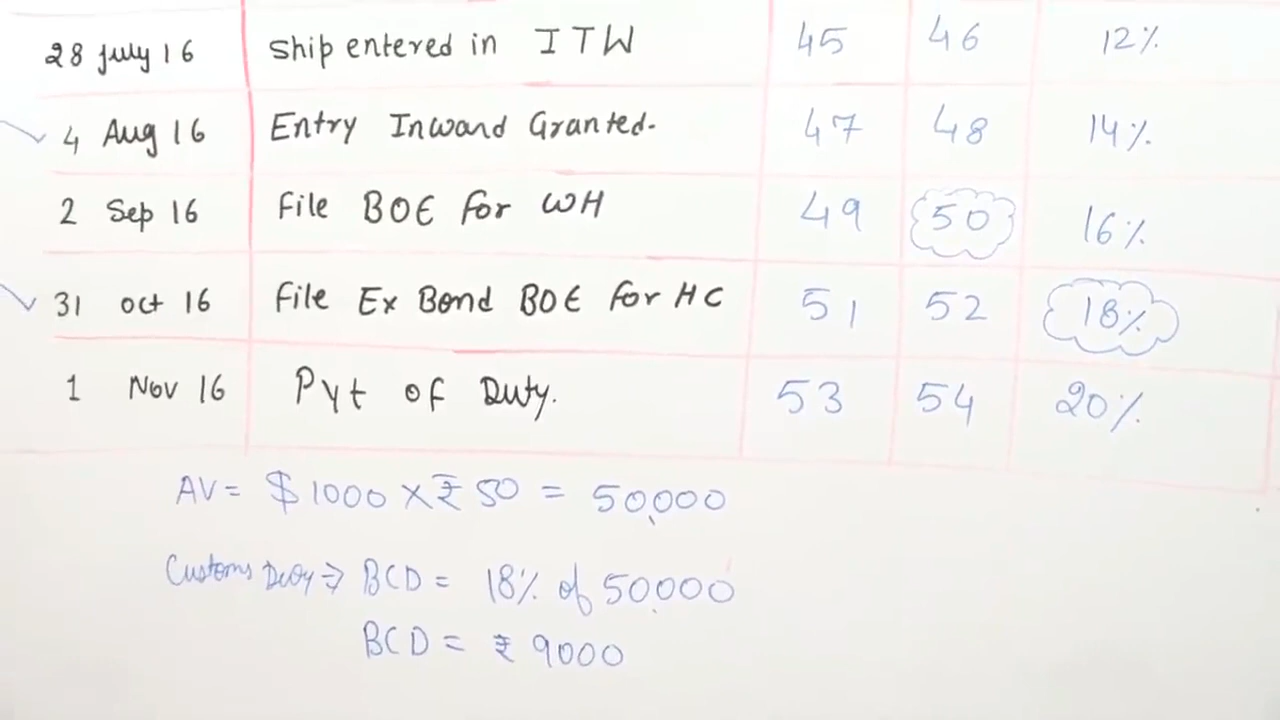 28 July 16 Ship entered in ITW 45 46 12%
4 Aug 16 Entry Inward Granted. 47 48 14%
2 Sep 16 File BOE for WH 49 50 16%
31 Oct 16 File Ex Bond BOE for HC 51 52 18%
1 Nov 16 Pyt of Duty. 53 54 20%
AV = $1000 × ₹ 50 = 50,000
Customs Duty ⇒ BCD = 18% of 50,000
BCD = ₹ 9000